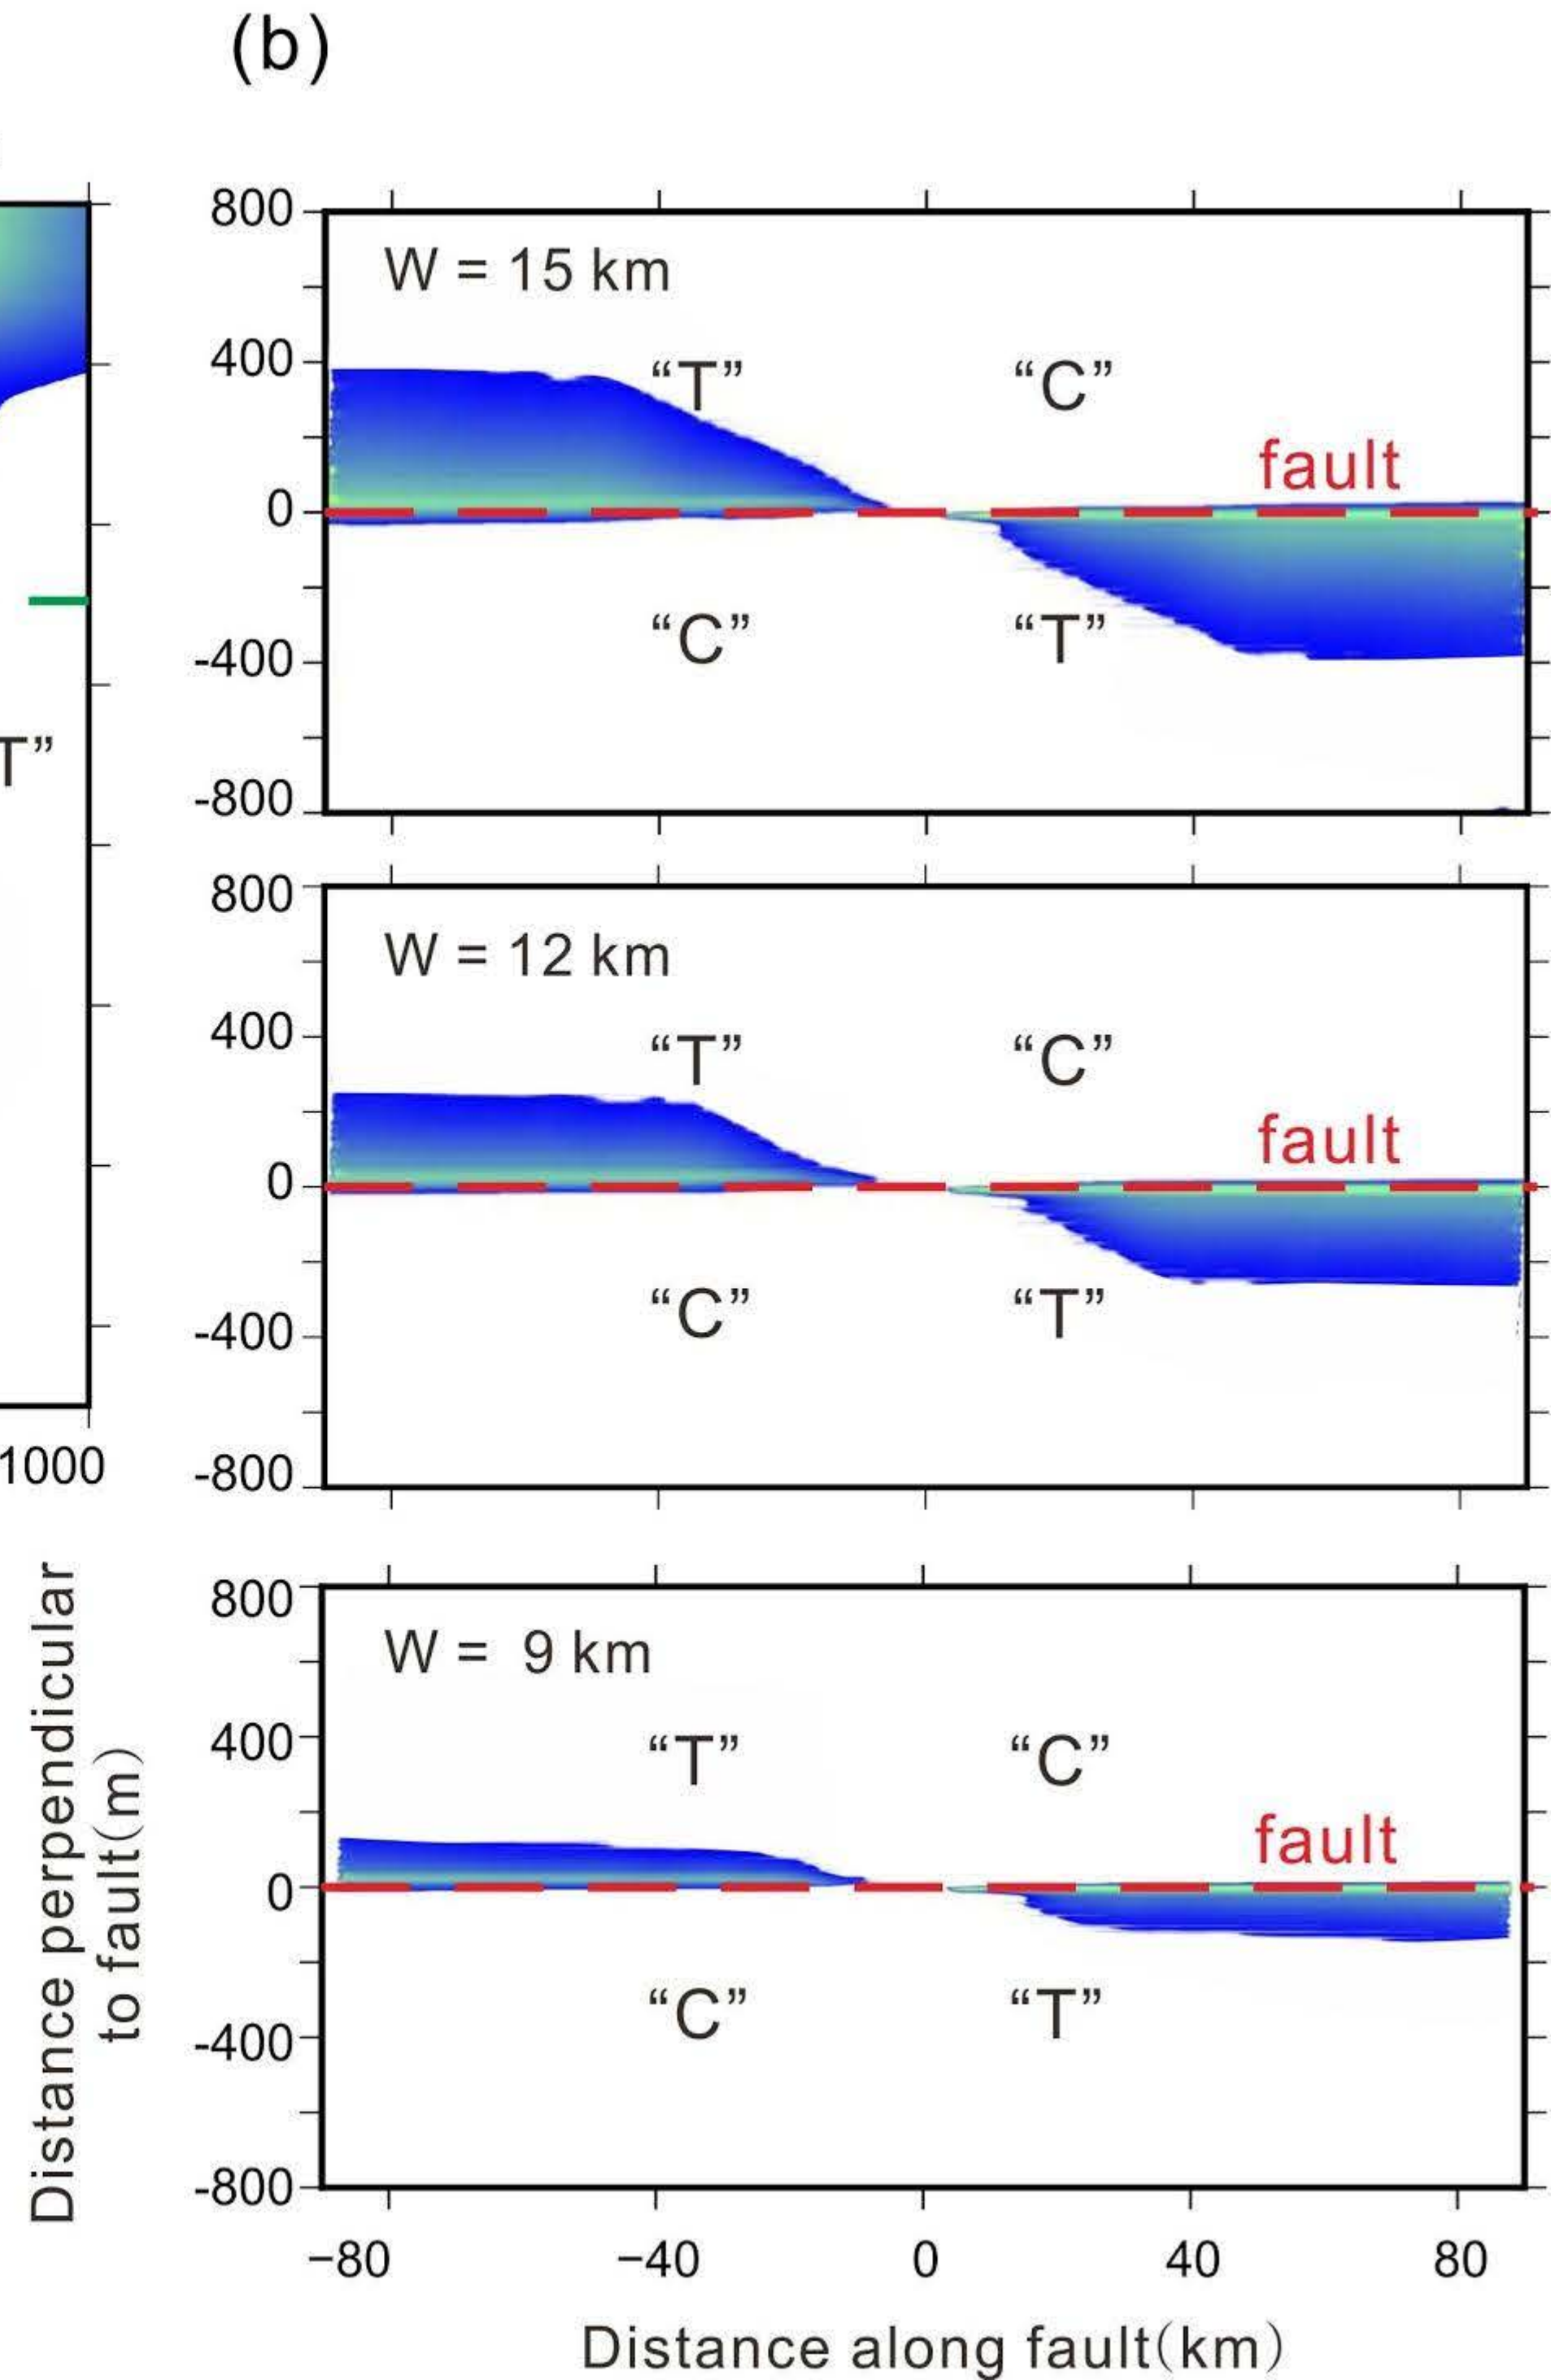 (b)
800
W = 15 km
400
“T” “C”
fault
0
“C” “T”
-400
-800
T”
800
W = 12 km
400
“T” “C”
fault
0
“C” “T”
-400
-800
1000
800
W = 9 km
400
“T” “C”
fault
0
“C” “T”
-400
-800
Distance perpendicular
to fault(m)
−80 −40 0 40 80
Distance along fault(km)